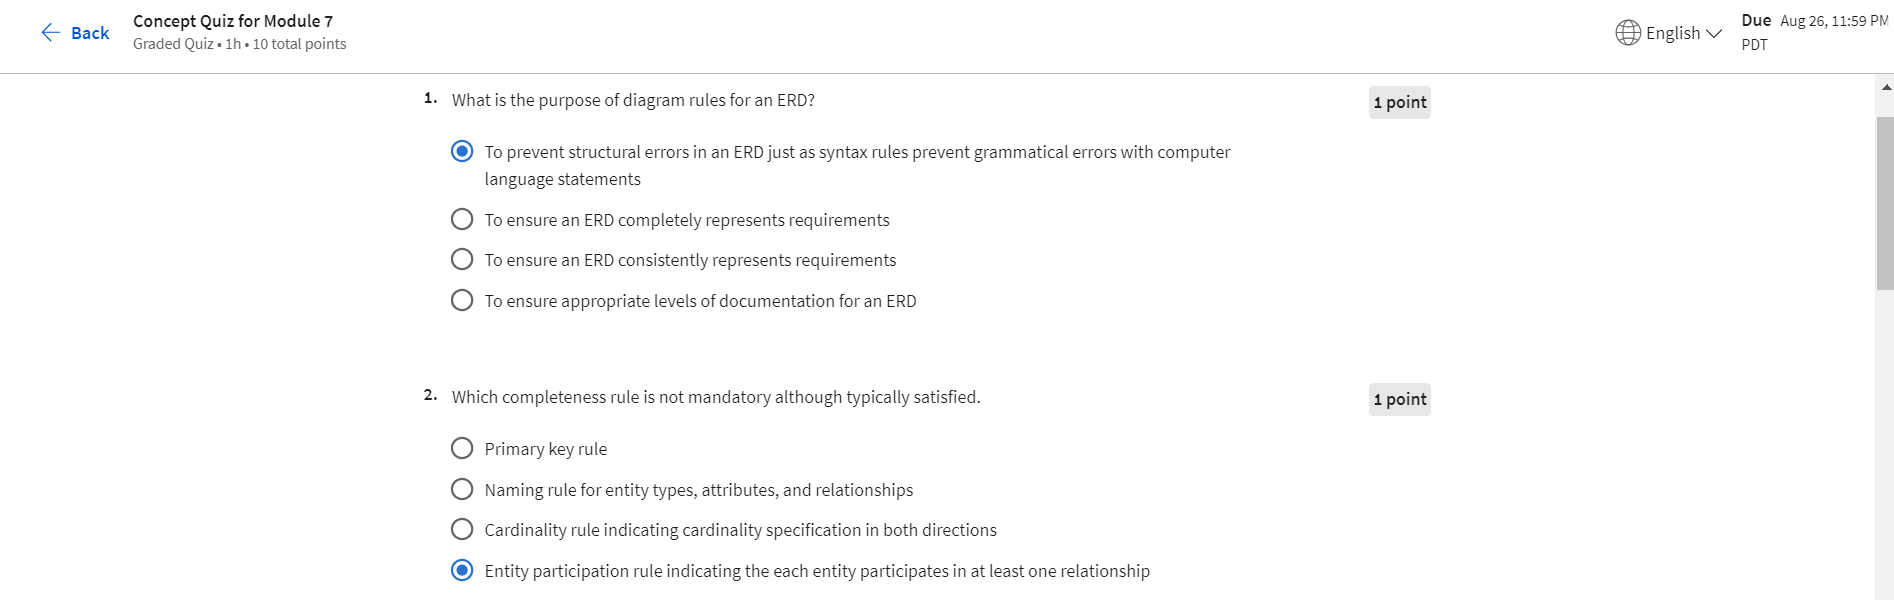 Back
Concept Quiz for Module 7
Graded Quiz • 1h • 10 total points
English
Due Aug 26, 11:59 PM
PDT
1. What is the purpose of diagram rules for an ERD?
1 point
To prevent structural errors in an ERD just as syntax rules prevent grammatical errors with computer
language statements
To ensure an ERD completely represents requirements
To ensure an ERD consistently represents requirements
To ensure appropriate levels of documentation for an ERD
2. Which completeness rule is not mandatory although typically satisfied.
1 point
Primary key rule
Naming rule for entity types, attributes, and relationships
Cardinality rule indicating cardinality specification in both directions
Entity participation rule indicating the each entity participates in at least one relationship